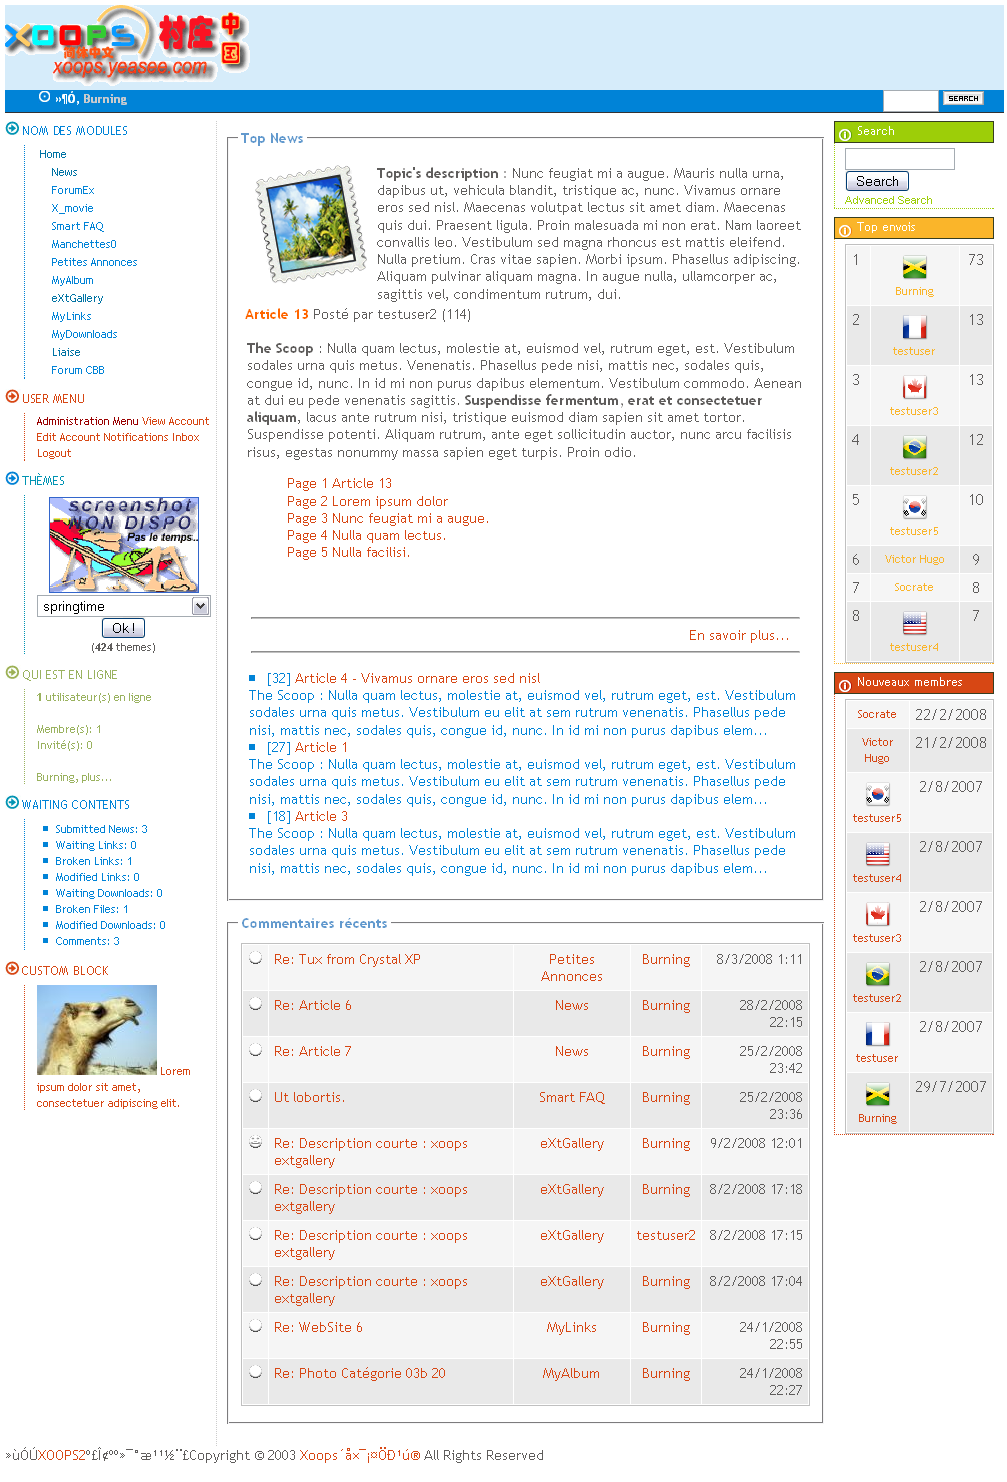 XOOPS 村庄 中国
简体中文
xoops.yeasee.com
»¶Ó, Burning
SEARCH
NOM DES MODULES
Home
News
ForumEx
X_movie
Smart FAQ
Manchettes0
Petites Annonces
MyAlbum
eXtGallery
MyLinks
MyDownloads
Liaise
Forum CBB
USER MENU
Administration Menu View Account
Edit Account Notifications Inbox
Logout
THÈMES
screenshot
NON DISPO
Pas le temps..
springtime
Ok !
(424 themes)
QUI EST EN LIGNE
1 utilisateur(s) en ligne
Membre(s): 1
Invité(s): 0
Burning, plus...
WAITING CONTENTS
Submitted News: 3
Waiting Links: 0
Broken Links: 1
Modified Links: 0
Waiting Downloads: 0
Broken Files: 1
Modified Downloads: 0
Comments: 3
CUSTOM BLOCK
Lorem
ipsum dolor sit amet,
consectetuer adipiscing elit.
Top News
Topic's description : Nunc feugiat mi a augue. Mauris nulla urna,
dapibus ut, vehicula blandit, tristique ac, nunc. Vivamus ornare
eros sed nisl. Maecenas volutpat lectus sit amet diam. Maecenas
quis dui. Praesent ligula. Proin malesuada mi non erat. Nam laoreet
convallis leo. Vestibulum sed magna rhoncus est mattis eleifend.
Nulla pretium. Cras vitae sapien. Morbi ipsum. Phasellus adipiscing.
Aliquam pulvinar aliquam magna. In augue nulla, ullamcorper ac,
sagittis vel, condimentum rutrum, dui.
Article 13 Posté par testuser2 (114)
The Scoop : Nulla quam lectus, molestie at, euismod vel, rutrum eget, est. Vestibulum
sodales urna quis metus. Venenatis. Phasellus pede nisi, mattis nec, sodales quis,
congue id, nunc. In id mi non purus dapibus elementum. Vestibulum commodo. Aenean
at dui eu pede venenatis sagittis. Suspendisse fermentum, erat et consectetuer
aliquam, lacus ante rutrum nisi, tristique euismod diam sapien sit amet tortor.
Suspendisse potenti. Aliquam rutrum, ante eget sollicitudin auctor, nunc arcu facilisis
risus, egestas nonummy massa sapien eget turpis. Proin odio.
Page 1 Article 13
Page 2 Lorem ipsum dolor
Page 3 Nunc feugiat mi a augue.
Page 4 Nulla quam lectus.
Page 5 Nulla facilisi.
En savoir plus...
[32] Article 4 - Vivamus ornare eros sed nisl
The Scoop : Nulla quam lectus, molestie at, euismod vel, rutrum eget, est. Vestibulum
sodales urna quis metus. Vestibulum eu elit at sem rutrum venenatis. Phasellus pede
nisi, mattis nec, sodales quis, congue id, nunc. In id mi non purus dapibus elem...
[27] Article 1
The Scoop : Nulla quam lectus, molestie at, euismod vel, rutrum eget, est. Vestibulum
sodales urna quis metus. Vestibulum eu elit at sem rutrum venenatis. Phasellus pede
nisi, mattis nec, sodales quis, congue id, nunc. In id mi non purus dapibus elem...
[18] Article 3
The Scoop : Nulla quam lectus, molestie at, euismod vel, rutrum eget, est. Vestibulum
sodales urna quis metus. Vestibulum eu elit at sem rutrum venenatis. Phasellus pede
nisi, mattis nec, sodales quis, congue id, nunc. In id mi non purus dapibus elem...
Commentaires récents
Re: Tux from Crystal XP Petites Annonces Burning 8/3/2008 1:11
Re: Article 6 News Burning 28/2/2008 22:15
Re: Article 7 News Burning 25/2/2008 23:42
Ut lobortis. Smart FAQ Burning 25/2/2008 23:36
Re: Description courte : xoops extgallery eXtGallery Burning 9/2/2008 12:01
Re: Description courte : xoops extgallery eXtGallery Burning 8/2/2008 17:18
Re: Description courte : xoops extgallery eXtGallery testuser2 8/2/2008 17:15
Re: Description courte : xoops extgallery eXtGallery Burning 8/2/2008 17:04
Re: WebSite 6 MyLinks Burning 24/1/2008 22:55
Re: Photo Catégorie 03b 20 MyAlbum Burning 24/1/2008 22:27
Search
Search
Advanced Search
Top envois
1 Burning 73
2 testuser 13
3 testuser3 13
4 testuser2 12
5 testuser5 10
6 Victor Hugo 9
7 Socrate 8
8 testuser4 7
Nouveaux membres
Socrate 22/2/2008
Victor Hugo 21/2/2008
testuser5 2/8/2007
testuser4 2/8/2007
testuser3 2/8/2007
testuser2 2/8/2007
testuser 2/8/2007
Burning 29/7/2007
»ùÓÚXOOPS2 Copyright © 2003 Xoops All Rights Reserved